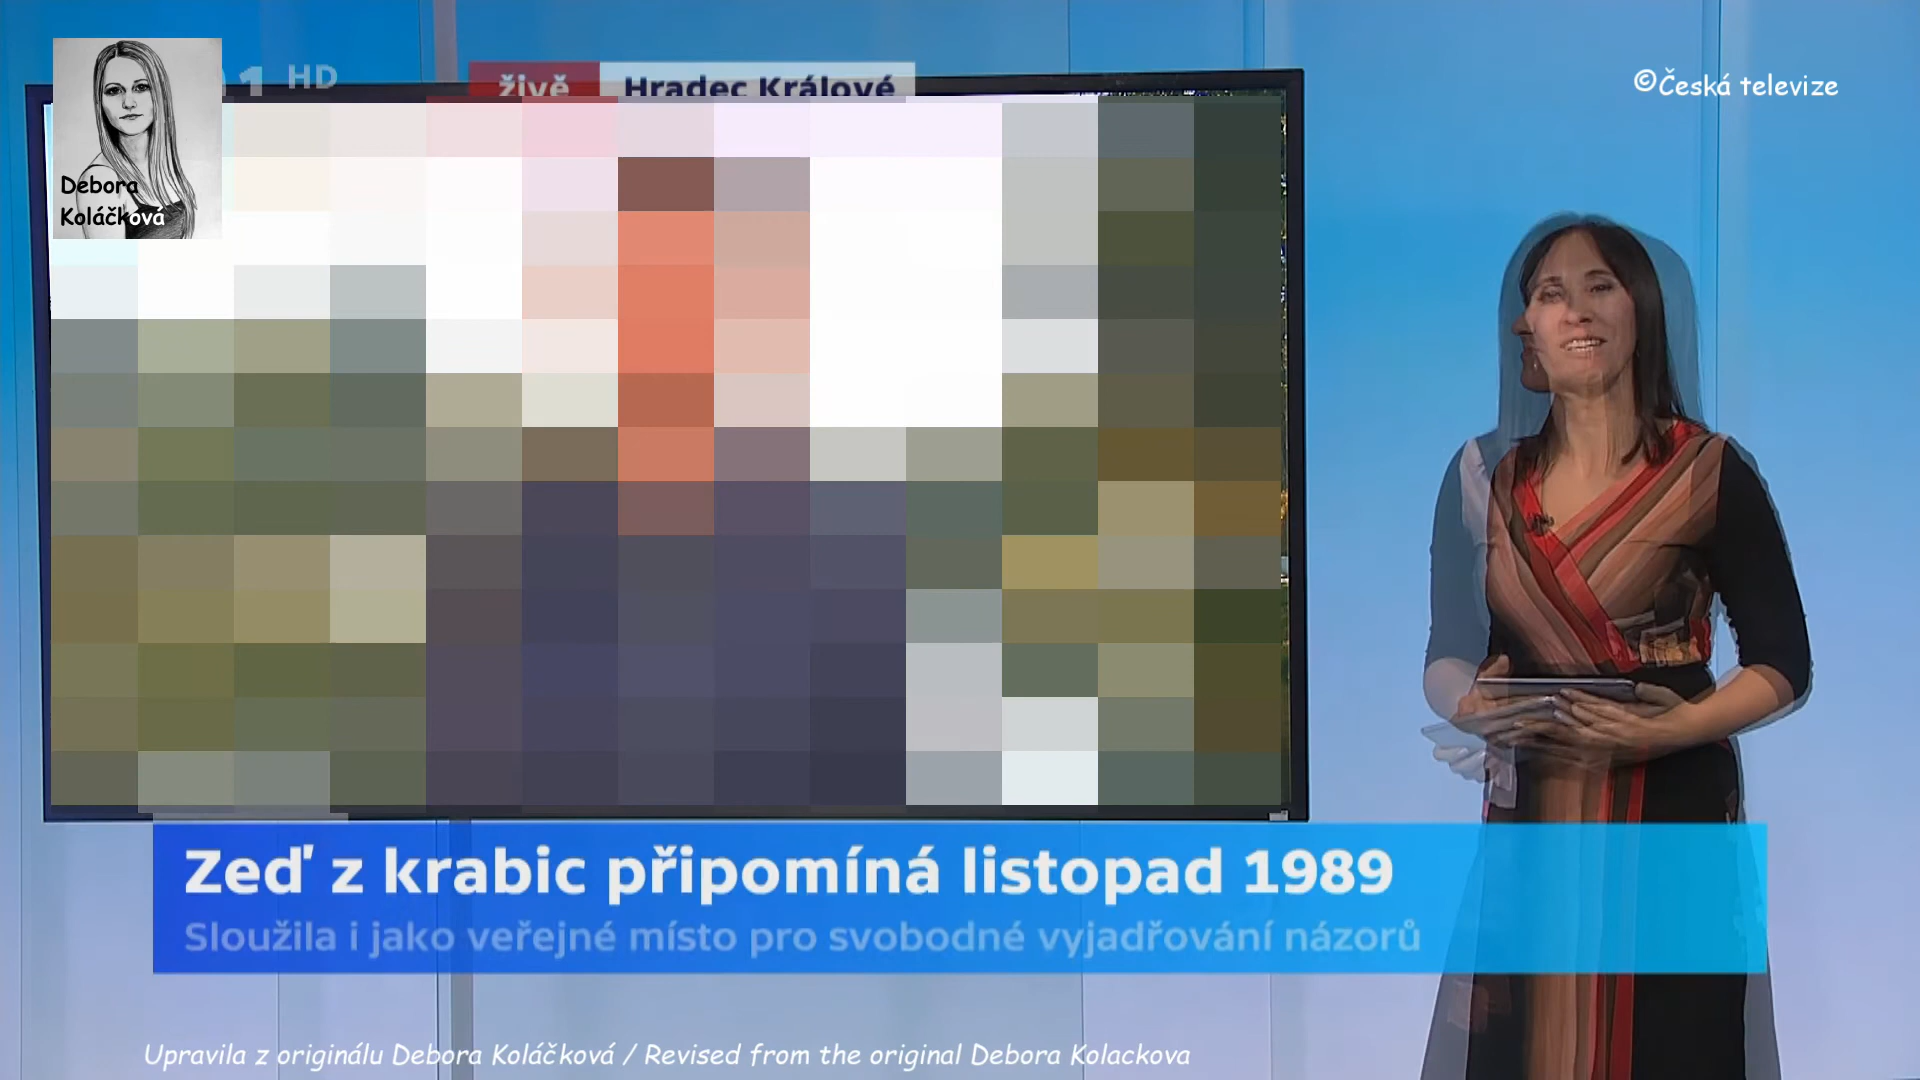 1 HD
živě Hradec Králové
©Česká televize
Debora
Koláčková
Zeď z krabic připomíná listopad 1989
Sloužila i jako veřejné místo pro svobodné vyjadřování názorů
Upravila z originálu Debora Koláčková / Revised from the original Debora Kolackova